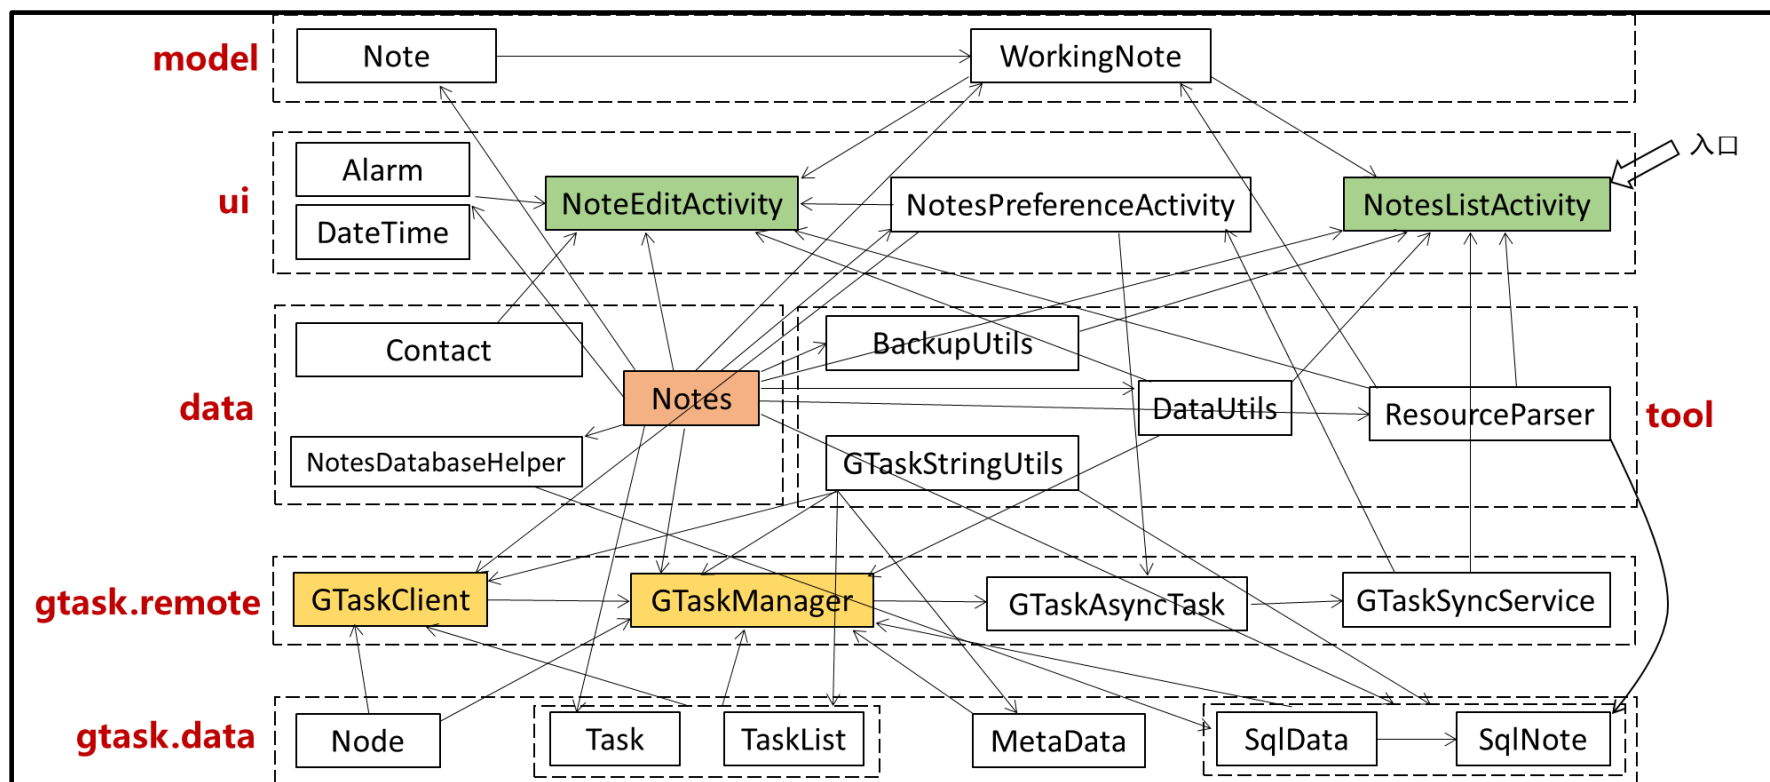 model
Note
WorkingNote
入口
ui
Alarm
DateTime
NoteEditActivity
NotesPreferenceActivity
NotesListActivity
data
Contact
Notes
NotesDatabaseHelper
BackupUtils
DataUtils
ResourceParser
GTaskStringUtils
tool
gtask.remote
GTaskClient
GTaskManager
GTaskAsyncTask
GTaskSyncService
gtask.data
Node
Task
TaskList
MetaData
SqlData
SqlNote